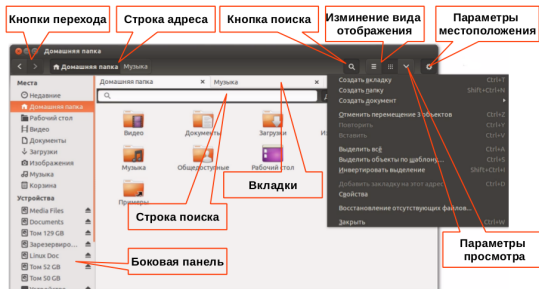 Кнопки перехода
Строка адреса
Кнопка поиска
Изминение вида
отображения
Параметры
местоположения
Домашняя папка
Домашняя папка Музыка
Места
Недавние
Домашняя папка
Рабочий стол
Видео
Документы
Загрузки
Изображения
Музыка
Корзина
Устройства
Media Files
Documents
Том 129 GB
Зарезервиро...
Linux Doc
Том 52 GB
Том 50 GB
Домашняя папка ×
Музыка ×
Видео
Документы
Загрузки
Музыка
Общедоступные
Рабочий стол
Примеры
Создать вкладку Ctrl+T
Создать папку Shift+Ctrl+N
Создать документ
Отменить перемещение 3 объектов Ctrl+Z
Повторить Ctrl+Y
Вставить Ctrl+V
Выделить всё Ctrl+A
Выделить объекты по шаблону... Ctrl+S
Инвертировать выделение Shift+Ctrl+I
Добавить закладку на этот адрес Ctrl+D
Свойства
Восстановление отсутствующих файлов...
Закрыть Ctrl+W
Вкладки
Строка поиска
Боковая панель
Параметры
просмотра